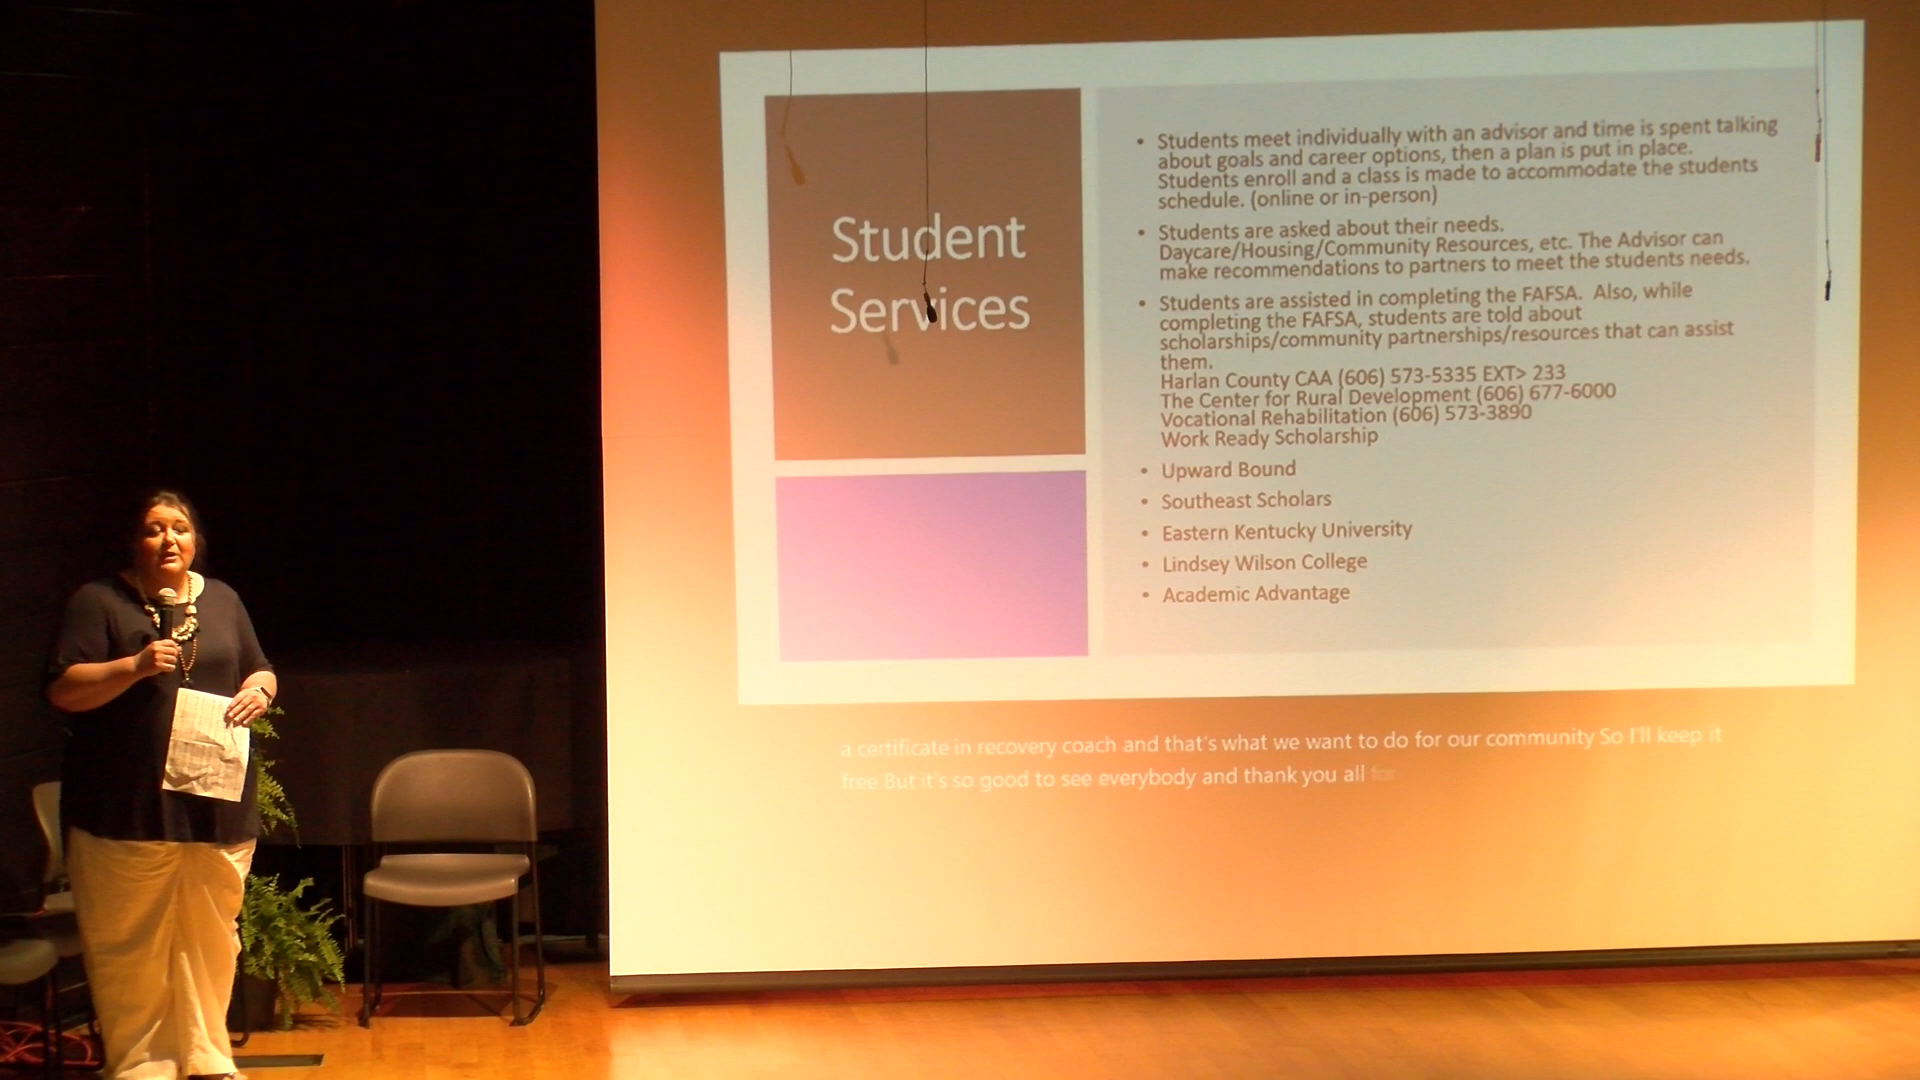 Student
Services
• Students meet individually with an advisor and time is spent talking
about goals and career options, then a plan is put in place.
Students enroll and a class is made to accommodate the students
schedule. (online or in-person)
• Students are asked about their needs.
Daycare/Housing/Community Resources, etc. The Advisor can
make recommendations to partners to meet the students needs.
• Students are assisted in completing the FAFSA. Also, while
completing the FAFSA, students are told about
scholarships/community partnerships/resources that can assist
them.
Harlan County CAA (606) 573-5335 EXT> 233
The Center for Rural Development (606) 677-6000
Vocational Rehabilitation (606) 573-3890
Work Ready Scholarship
• Upward Bound
• Southeast Scholars
• Eastern Kentucky University
• Lindsey Wilson College
• Academic Advantage
a certificate in recovery coach and that's what we want to do for our community So I'll keep it
free But it's so good to see everybody and thank you all for